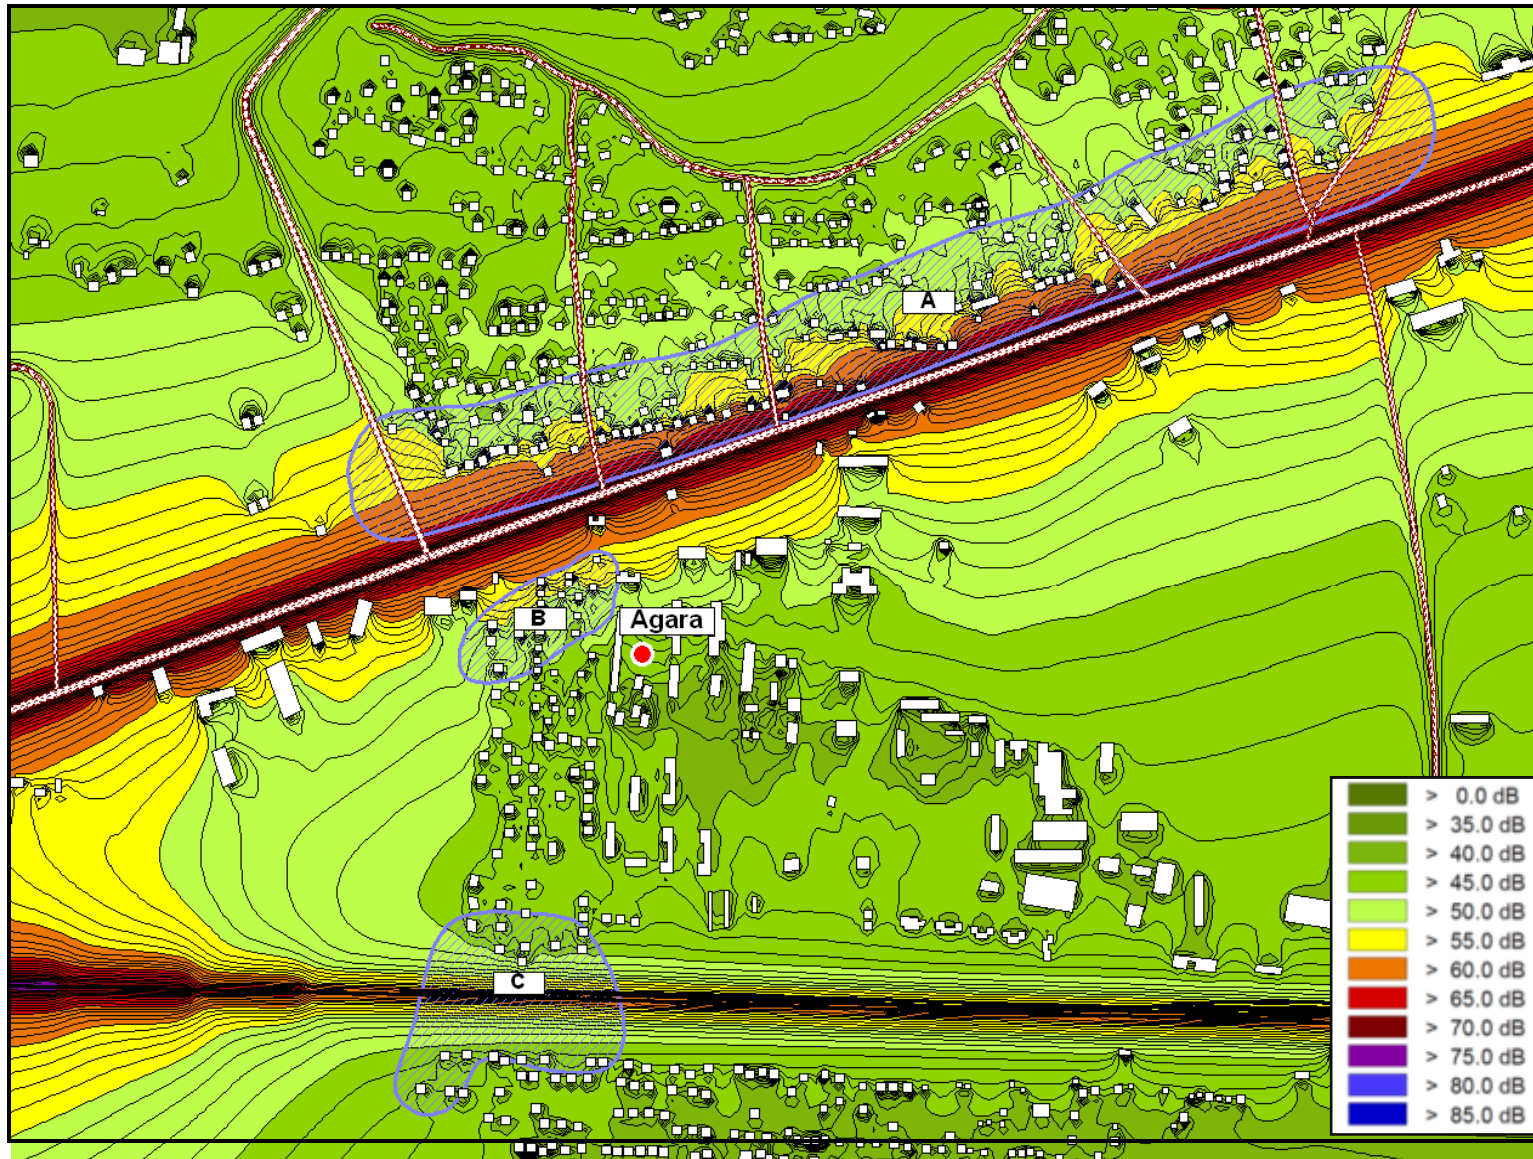 A
B
Agara
C
> 0.0 dB
> 35.0 dB
> 40.0 dB
> 45.0 dB
> 50.0 dB
> 55.0 dB
> 60.0 dB
> 65.0 dB
> 70.0 dB
> 75.0 dB
> 80.0 dB
> 85.0 dB